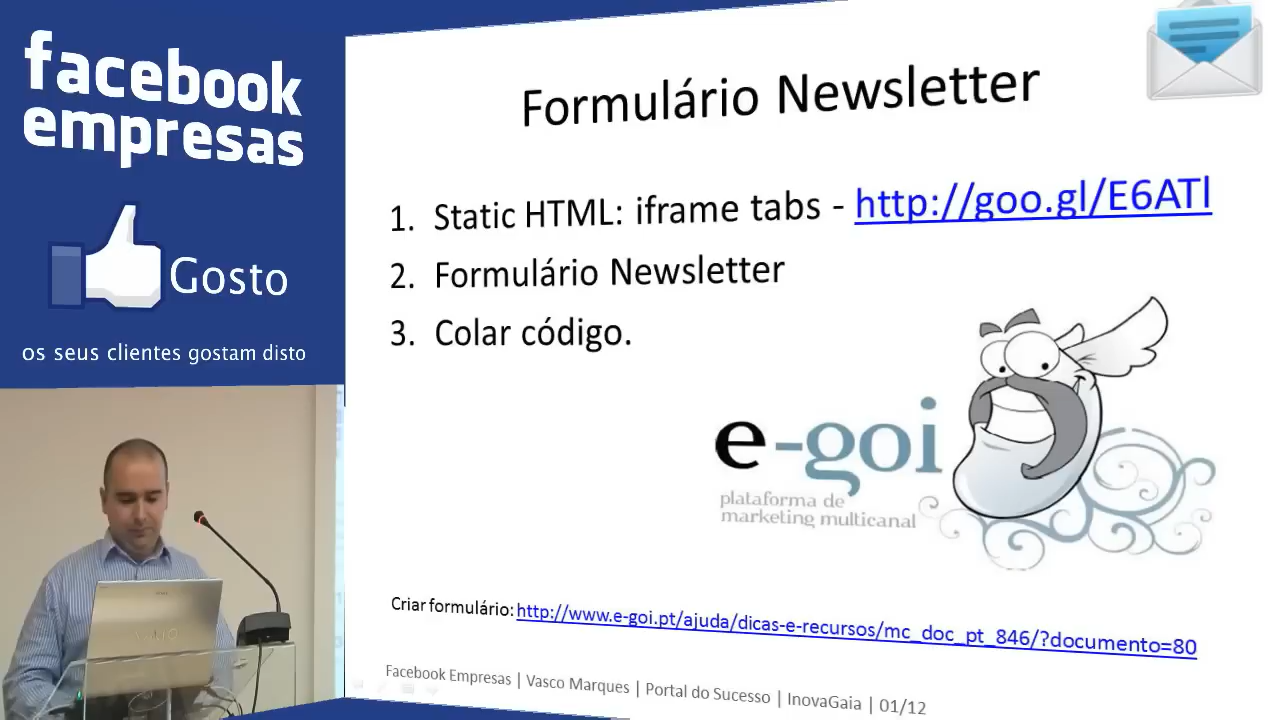 facebook
empresas
Gosto
os seus clientes gostam disto
Formulário Newsletter
1. Static HTML: iframe tabs - http://goo.gl/E6ATl
2. Formulário Newsletter
3. Colar código.
e-goi
plataforma de
marketing multicanal
Criar formulário: http://www.e-goi.pt/ajuda/dicas-e-recursos/mc_doc_pt_846/?documento=80
Facebook Empresas | Vasco Marques | Portal do Sucesso | InovaGaia | 01/12
VAIO